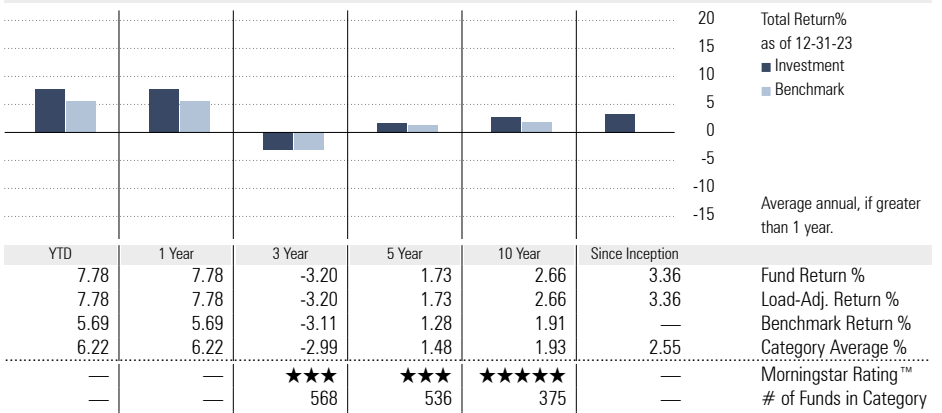 20 Total Return%
15 as of 12-31-23
10 ■ Investment
5 ■ Benchmark
0
-5
-10
Average annual, if greater
-15
than 1 year.
YTD 1 Year 3 Year 5 Year 10 Year Since Inception
7.78 7.78 -3.20 1.73 2.66 3.36 Fund Return %
7.78 7.78 -3.20 1.73 2.66 3.36 Load-Adj. Return %
5.69 5.69 -3.11 1.28 1.91 — Benchmark Return %
6.22 6.22 -2.99 1.48 1.93 2.55 Category Average %
— — ★★★ ★★★ ★★★★★ — Morningstar Rating™
— — 568 536 375 — # of Funds in Category